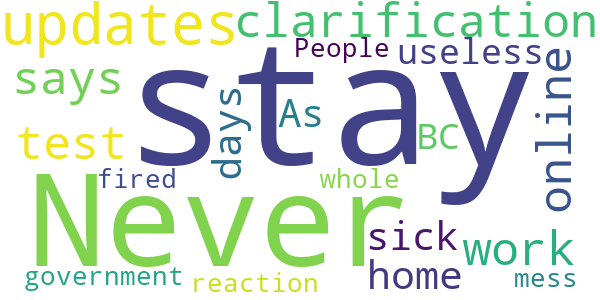 updates
clarification
People
useless
says
stay
online
days
As
test
BC
fired
whole
Never
sick
work
home
government
reaction
mess